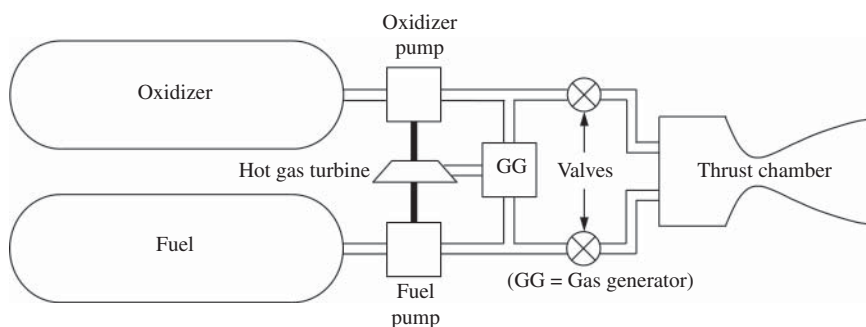 Oxidizer
pump
Oxidizer
Hot gas turbine
GG
Valves
Thrust chamber
Fuel
(GG = Gas generator)
Fuel
pump